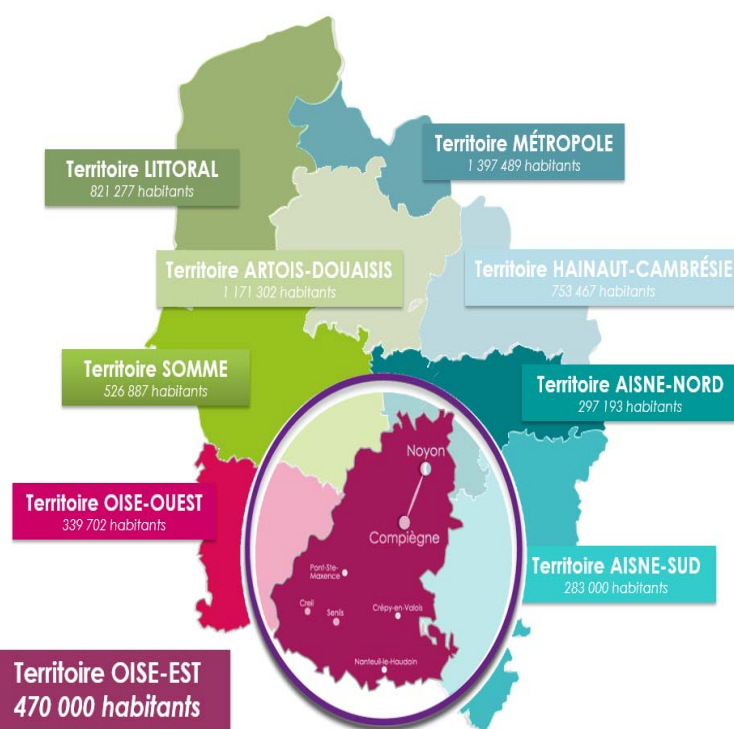 Territoire LITTORAL
821 277 habitants
Territoire MÉTROPOLE
1 397 489 habitants
Territoire ARTOIS-DOUAISIS
1 171 302 habitants
Territoire HAINAUT-CAMBRÉSIE
753 467 habitants
Territoire SOMME
526 887 habitants
Territoire AISNE-NORD
297 193 habitants
Territoire OISE-OUEST
339 702 habitants
Noyon
Compiègne
Pont-Ste-
Maxence
Creil
Senlis
Crépy-en-Valois
Nanteuil-le-Haudoin
Territoire AISNE-SUD
283 000 habitants
Territoire OISE-EST
470 000 habitants